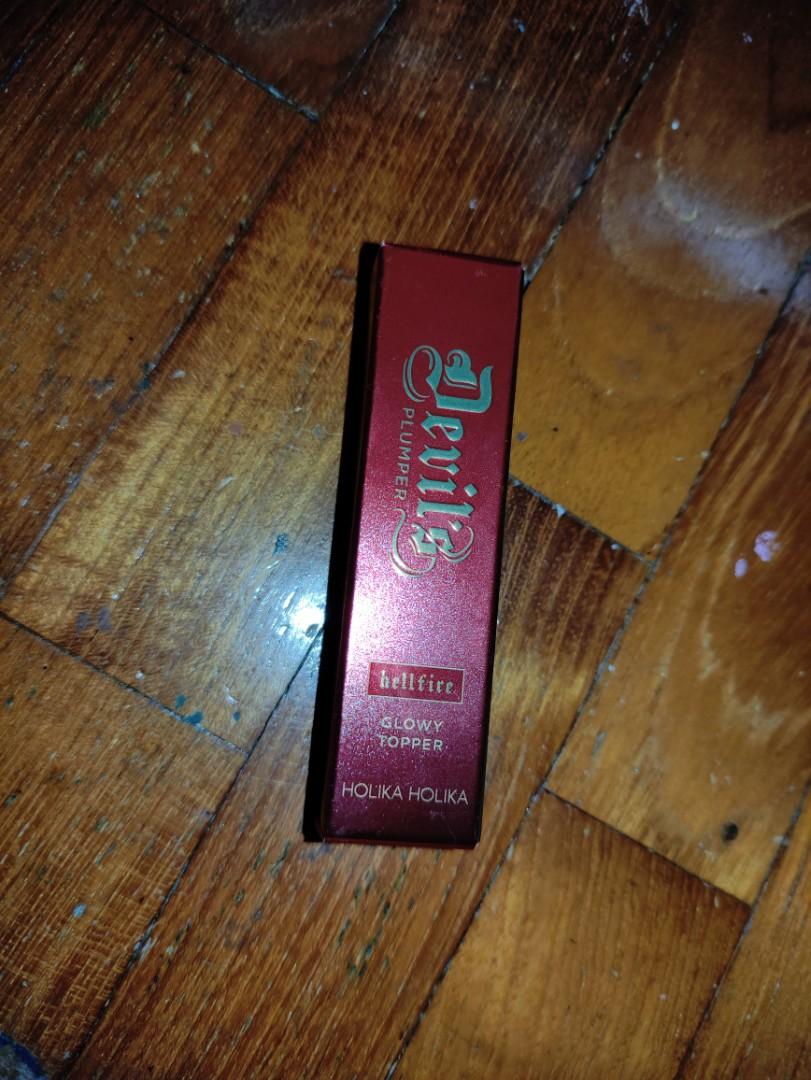 Devil's
PLUMPER
hellfire
GLOWY
TOPPER
HOLIKA HOLIKA